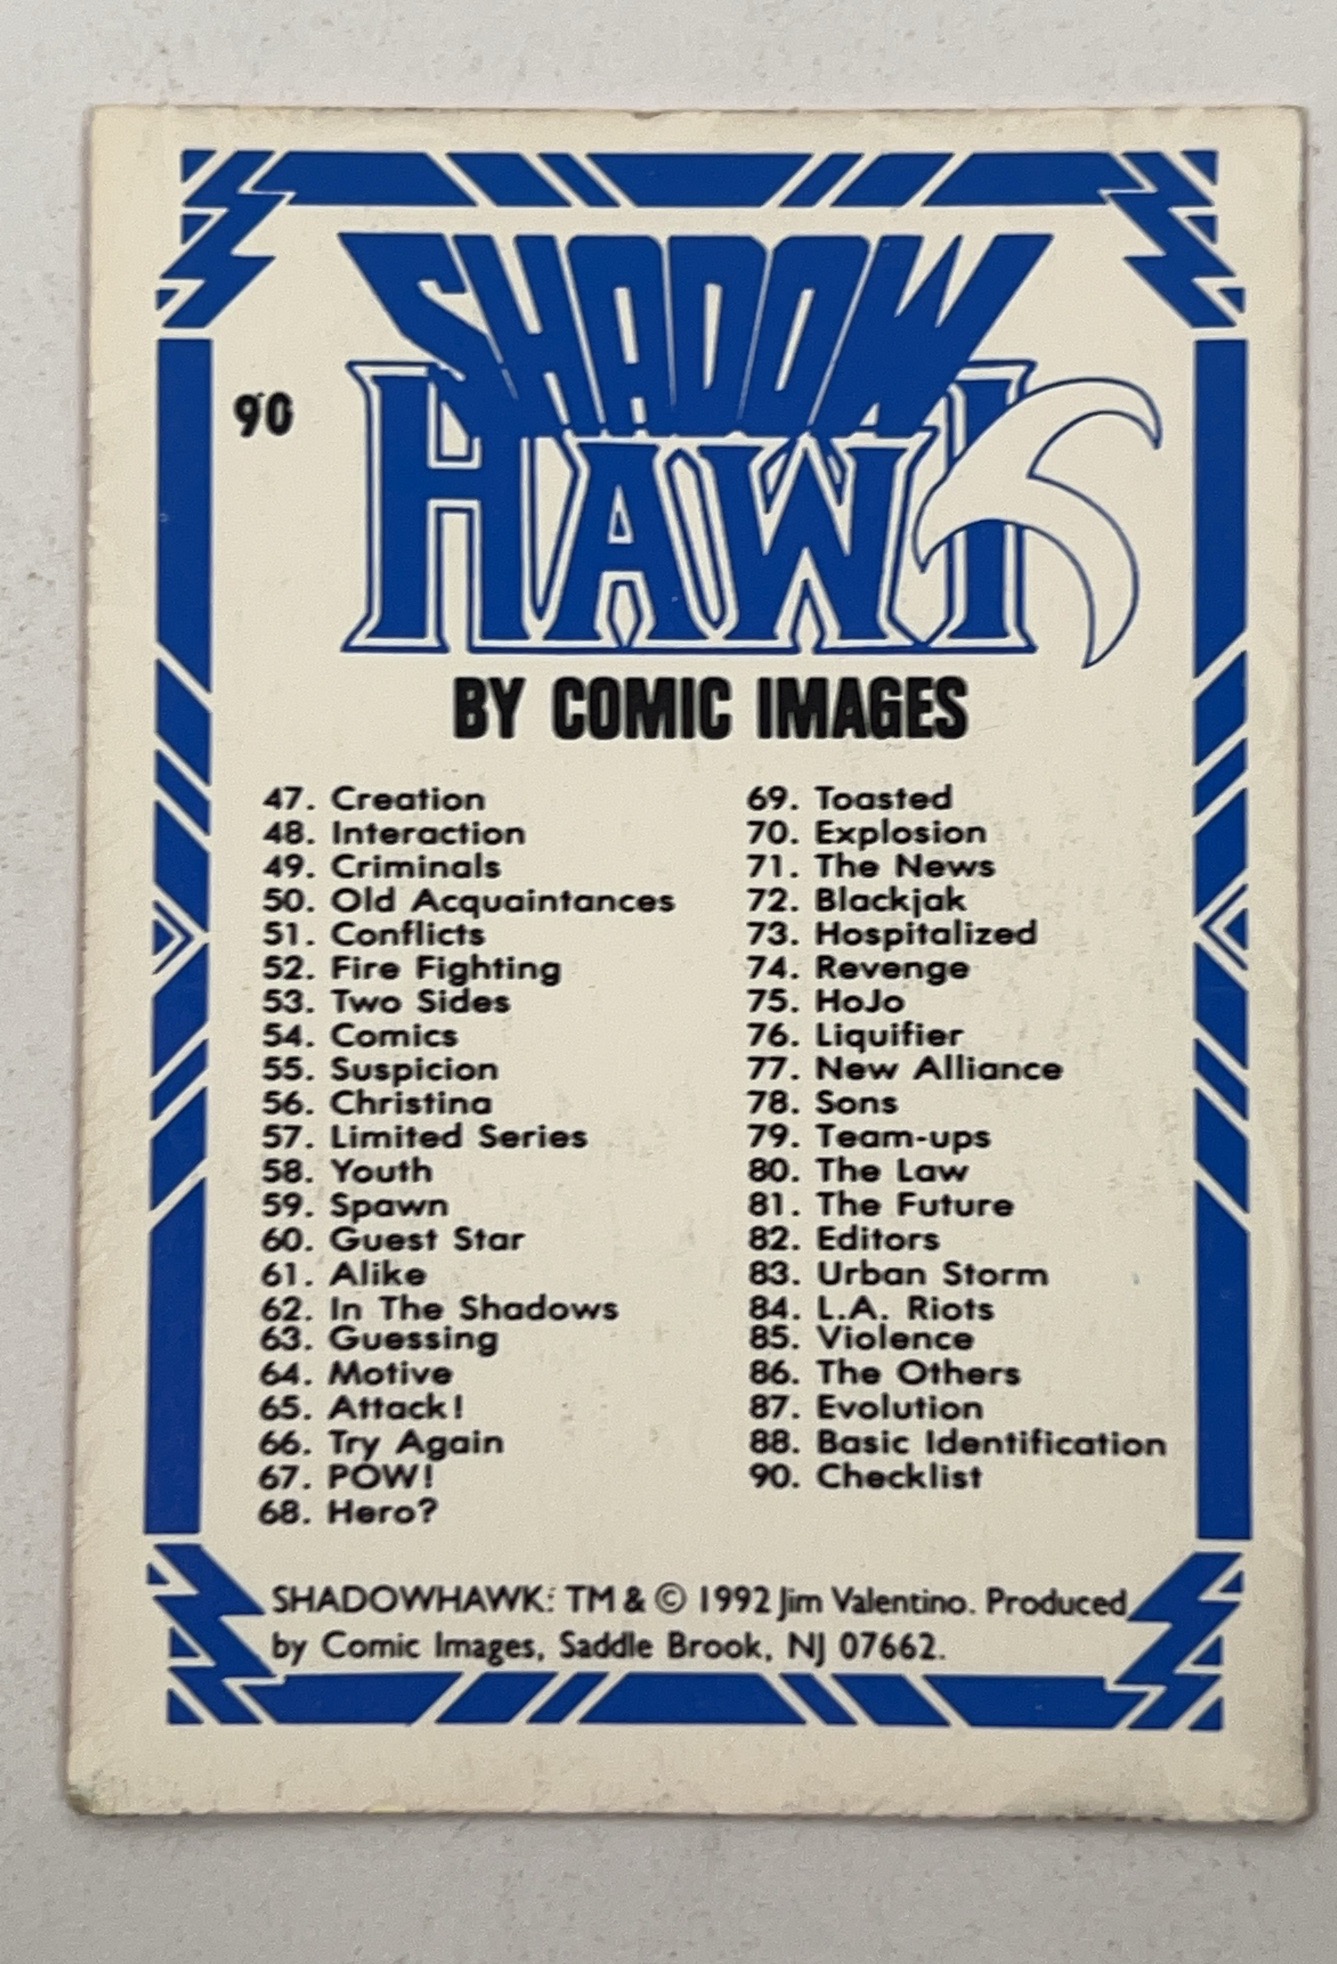 SHADOW
HAWK
90
BY COMIC IMAGES
47. Creation
48. Interaction
49. Criminals
50. Old Acquaintances
51. Conflicts
52. Fire Fighting
53. Two Sides
54. Comics
55. Suspicion
56. Christina
57. Limited Series
58. Youth
59. Spawn
60. Guest Star
61. Alike
62. In The Shadows
63. Guessing
64. Motive
65. Attack!
66. Try Again
67. POW!
68. Hero?
69. Toasted
70. Explosion
71. The News
72. Blackjak
73. Hospitalized
74. Revenge
75. HoJo
76. Liquifier
77. New Alliance
78. Sons
79. Team-ups
80. The Law
81. The Future
82. Editors
83. Urban Storm
84. L.A. Riots
85. Violence
86. The Others
87. Evolution
88. Basic Identification
90. Checklist
SHADOWHAWK: TM & © 1992 Jim Valentino. Produced
by Comic Images, Saddle Brook, NJ 07662.